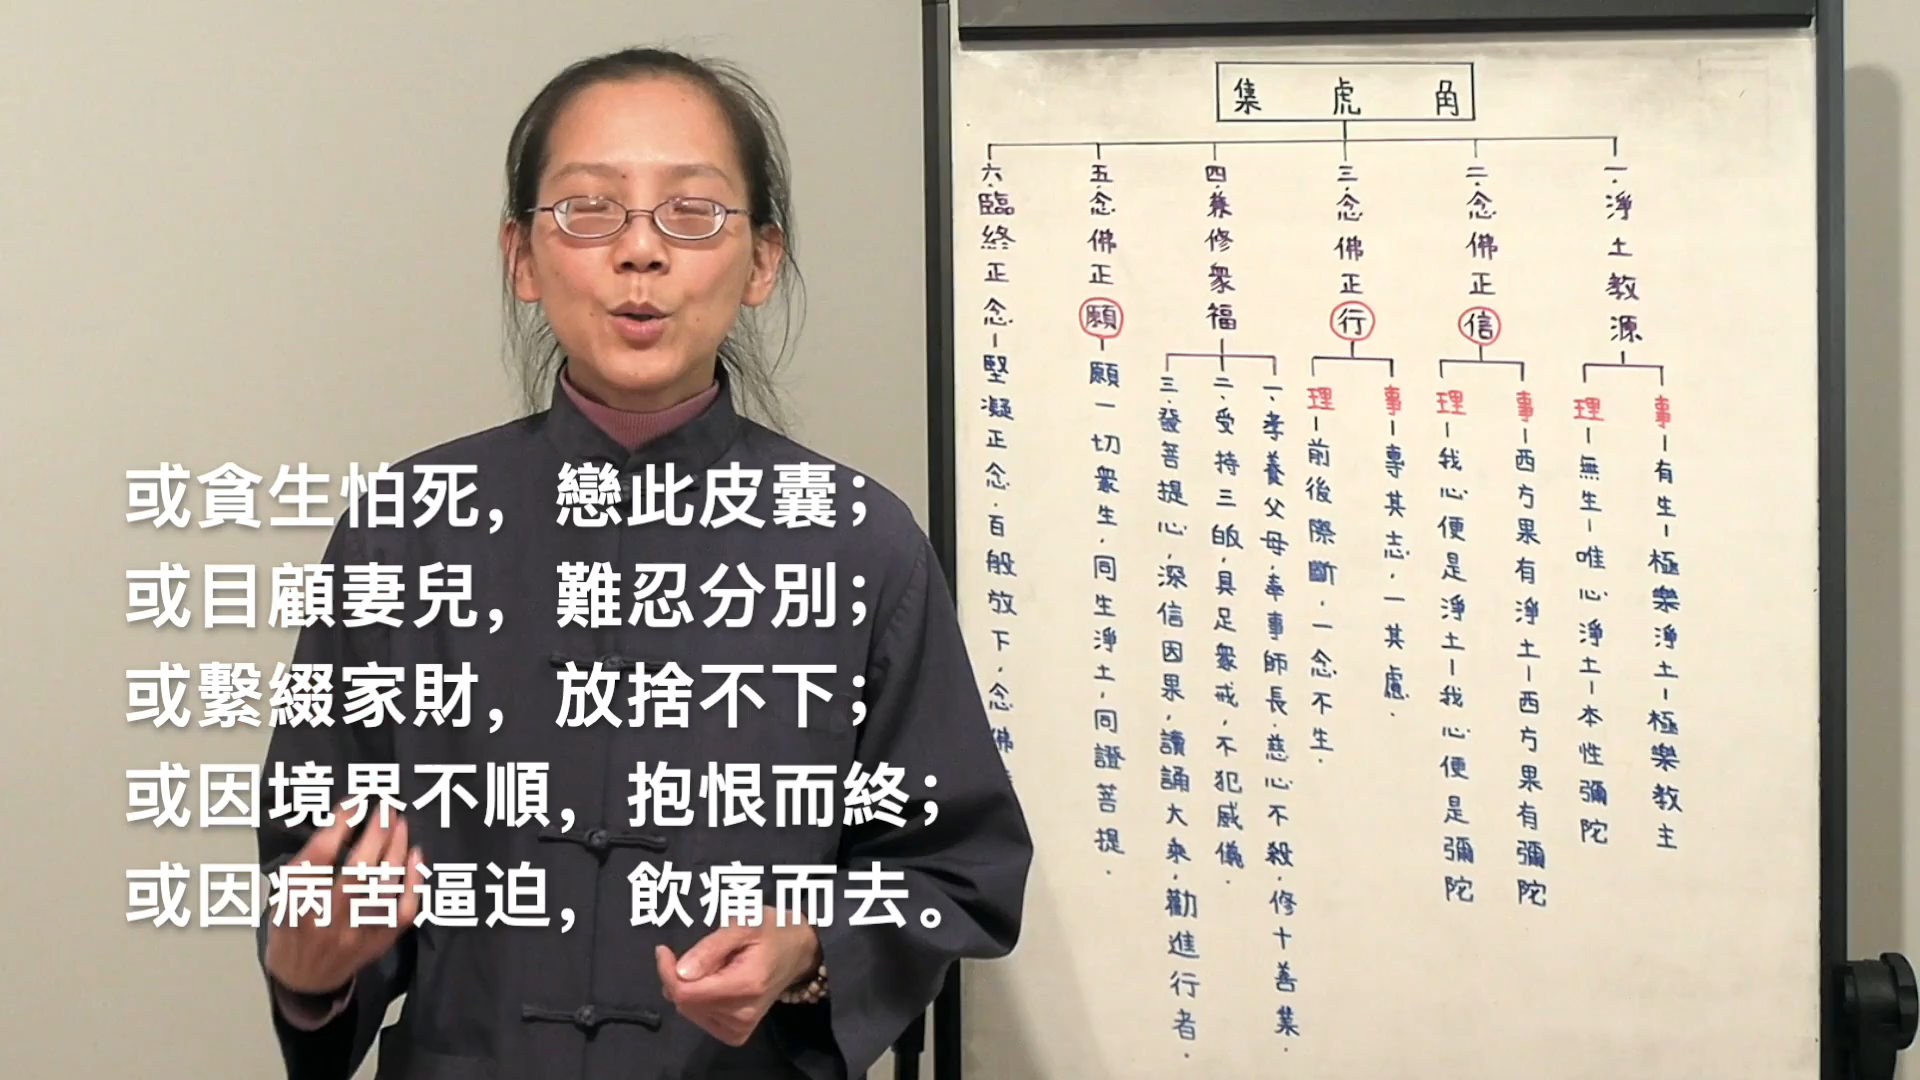 角虎集
一．淨土教源
事－有生－極樂淨土－極樂教主
理－無生－唯心淨土－本性彌陀
二．念佛正信
事－西方果有淨土－西方果有彌陀
理－我心便是淨土－我心便是彌陀
三．念佛正行
事－專其志．一其慮．
理－前後際斷．一念不生．
四．兼修眾福
一．孝養父母．奉事師長．慈心不殺．修十善業．
二．受持三皈．具足眾戒．不犯威儀．
三．發菩提心．深信因果．讀誦大乘．勸進行者．
五．念佛正願－願一切眾生．同生淨土．同證菩提．
六．臨終正念－堅凝正念．百般放下．念佛
或貪生怕死，戀此皮囊；
或目顧妻兒，難忍分別；
或繫綴家財，放捨不下；
或因境界不順，抱恨而終；
或因病苦逼迫，飲痛而去。